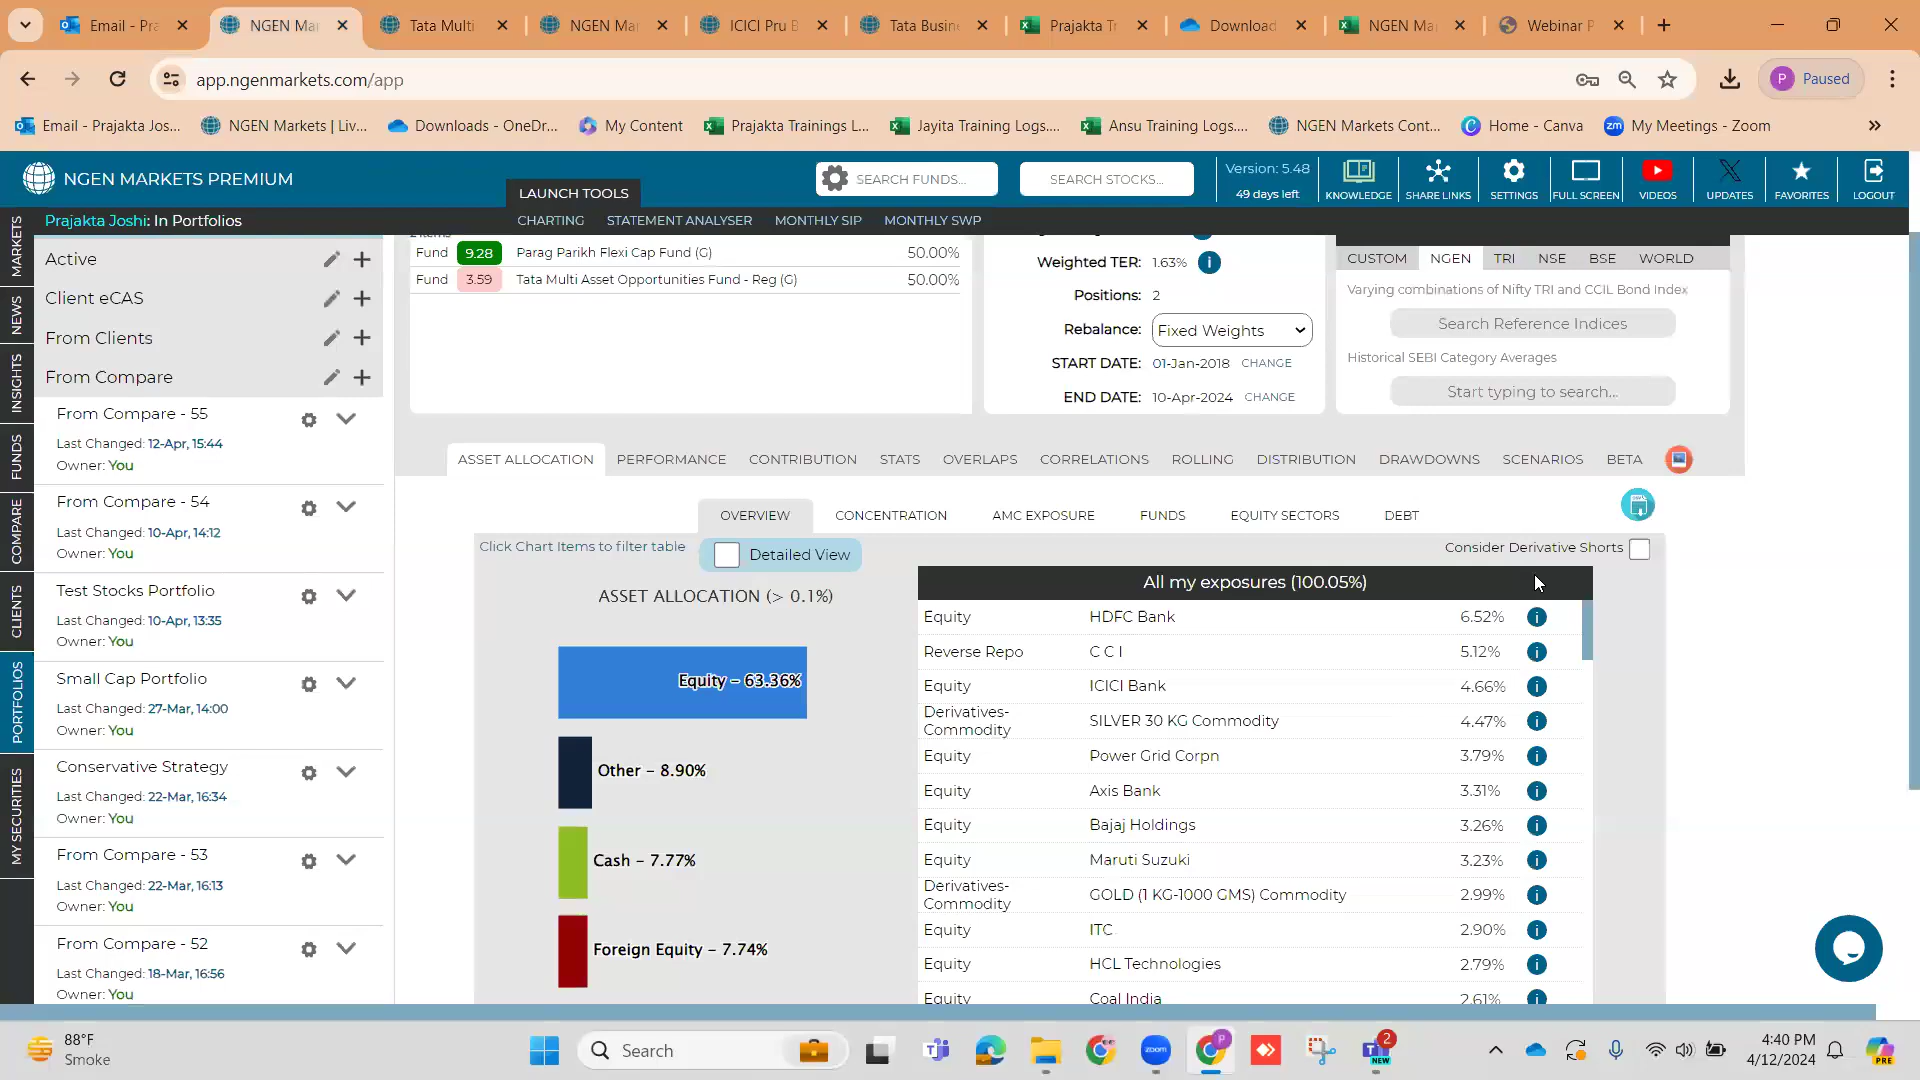 Email - Pra
NGEN Mar
Tata Multi
NGEN Mar
ICICI Pru B
Tata Busin
Prajakta Tr
Download
NGEN Ma
Webinar P
app.ngenmarkets.com/app
P Paused
Email - Prajakta Jos...
NGEN Markets | Liv...
Downloads - OneDr...
My Content
Prajakta Trainings L...
Jayita Training Logs....
Ansu Training Logs....
NGEN Markets Cont...
Home - Canva
My Meetings - Zoom
NGEN MARKETS PREMIUM
LAUNCH TOOLS
SEARCH FUNDS...
SEARCH STOCKS...
Version: 5.48
49 days left
KNOWLEDGE
SHARE LINKS
SETTINGS
FULL SCREEN
VIDEOS
UPDATES
FAVORITES
LOGOUT
Prajakta Joshi: In Portfolios
CHARTING
STATEMENT ANALYSER
MONTHLY SIP
MONTHLY SWP
MARKETS
NEWS
INSIGHTS
FUNDS
COMPARE
CLIENTS
PORTFOLIOS
MY SECURITIES
Active
Client eCAS
From Clients
From Compare
From Compare - 55
Last Changed: 12-Apr, 15:44
Owner: You
From Compare - 54
Last Changed: 10-Apr, 14:12
Owner: You
Test Stocks Portfolio
Last Changed: 10-Apr, 13:35
Owner: You
Small Cap Portfolio
Last Changed: 27-Mar, 14:00
Owner: You
Conservative Strategy
Last Changed: 22-Mar, 16:34
Owner: You
From Compare - 53
Last Changed: 22-Mar, 16:13
Owner: You
From Compare - 52
Last Changed: 18-Mar, 16:56
Owner: You
Fund 9.28 Parag Parikh Flexi Cap Fund (G) 50.00%
Fund 3.59 Tata Multi Asset Opportunities Fund - Reg (G) 50.00%
Weighted TER: 1.63%
Positions: 2
Rebalance: Fixed Weights
START DATE: 01-Jan-2018 CHANGE
END DATE: 10-Apr-2024 CHANGE
CUSTOM NGEN TRI NSE BSE WORLD
Varying combinations of Nifty TRI and CCIL Bond Index
Search Reference Indices
Historical SEBI Category Averages
Start typing to search...
ASSET ALLOCATION PERFORMANCE CONTRIBUTION STATS OVERLAPS CORRELATIONS ROLLING DISTRIBUTION DRAWDOWNS SCENARIOS BETA
OVERVIEW CONCENTRATION AMC EXPOSURE FUNDS EQUITY SECTORS DEBT
Click Chart Items to filter table
Detailed View
Consider Derivative Shorts
ASSET ALLOCATION (> 0.1%)
Equity – 63.36%
Other – 8.90%
Cash – 7.77%
Foreign Equity – 7.74%
All my exposures (100.05%)
Equity HDFC Bank 6.52%
Reverse Repo C C I 5.12%
Equity ICICI Bank 4.66%
Derivatives-
Commodity SILVER 30 KG Commodity 4.47%
Equity Power Grid Corpn 3.79%
Equity Axis Bank 3.31%
Equity Bajaj Holdings 3.26%
Equity Maruti Suzuki 3.23%
Derivatives-
Commodity GOLD (1 KG-1000 GMS) Commodity 2.99%
Equity ITC 2.90%
Equity HCL Technologies 2.79%
Equity Coal India 2.61%
88°F
Smoke
Search
zoom
2
NEW
4:40 PM
4/12/2024
PRE